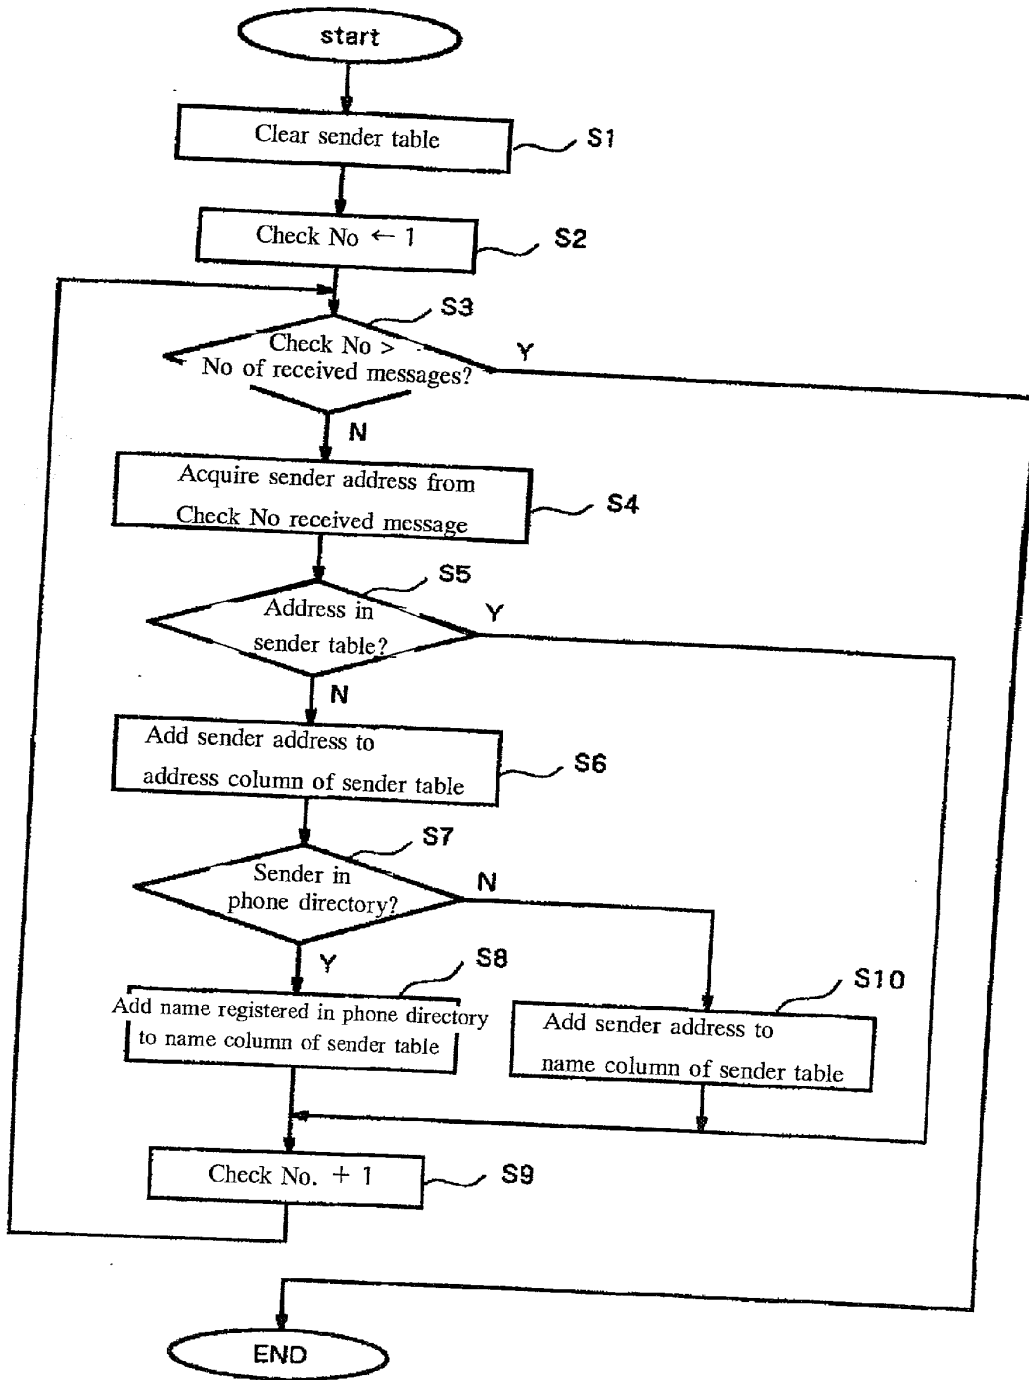 start
Clear sender table
S1
Check No ← 1
S2
S3
Check No >
No of received messages?
Y
N
Acquire sender address from
Check No received message
S4
S5
Address in
sender table?
Y
N
Add sender address to
address column of sender table
S6
S7
Sender in
phone directory?
N
Y
S8
Add name registered in phone directory
to name column of sender table
S10
Add sender address to
name column of sender table
Check No. + 1
S9
END